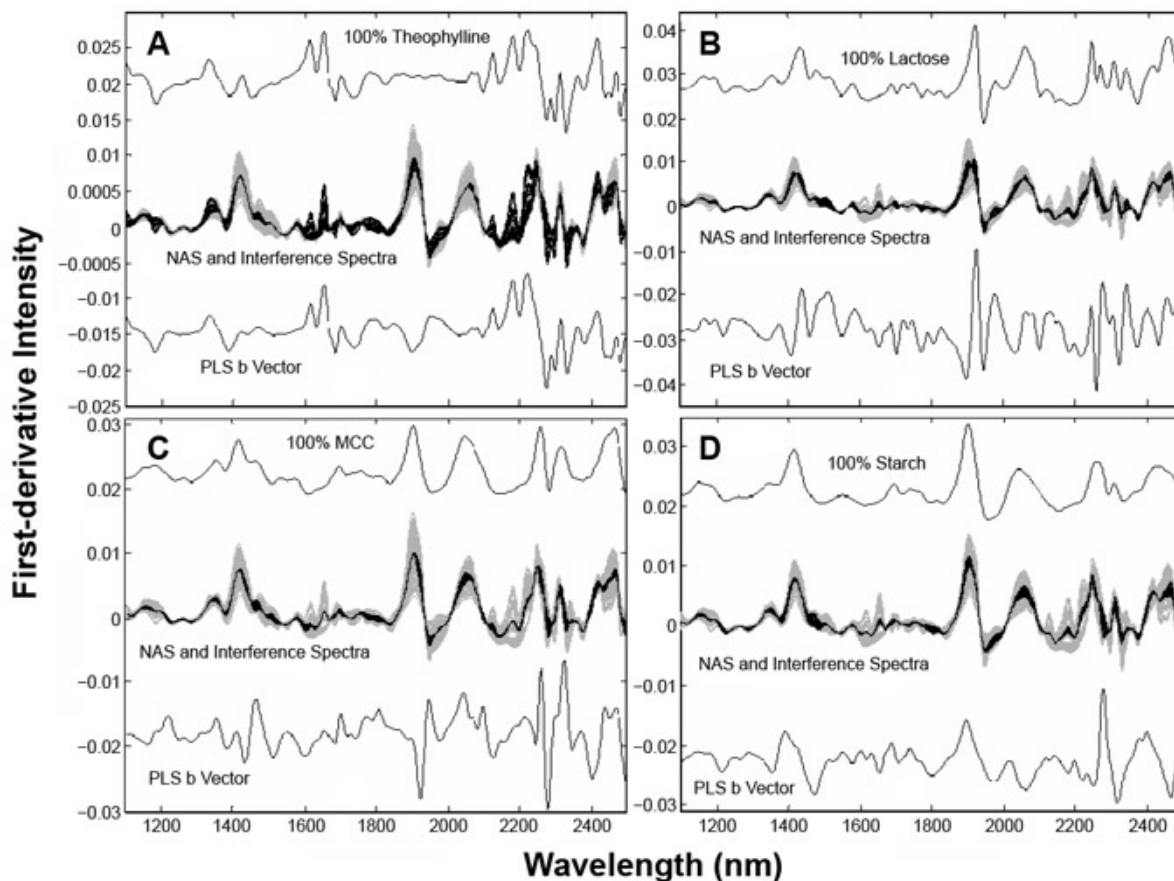 First-derivative Intensity
A
100% Theophylline
NAS and Interference Spectra
PLS b Vector
0.025
0.02
0.015
0.01
0.0005
0
−0.0005
−0.01
−0.015
−0.02
−0.025
B
100% Lactose
NAS and Interference Spectra
PLS b Vector
0.04
0.03
0.02
0.01
0
−0.01
−0.02
−0.03
−0.04
C
100% MCC
NAS and Interference Spectra
PLS b Vector
0.03
0.02
0.01
0
−0.01
−0.02
−0.03
1200 1400 1600 1800 2000 2200 2400
D
100% Starch
NAS and Interference Spectra
PLS b Vector
0.03
0.02
0.01
0
−0.01
−0.02
−0.03
1200 1400 1600 1800 2000 2200 2400
Wavelength (nm)